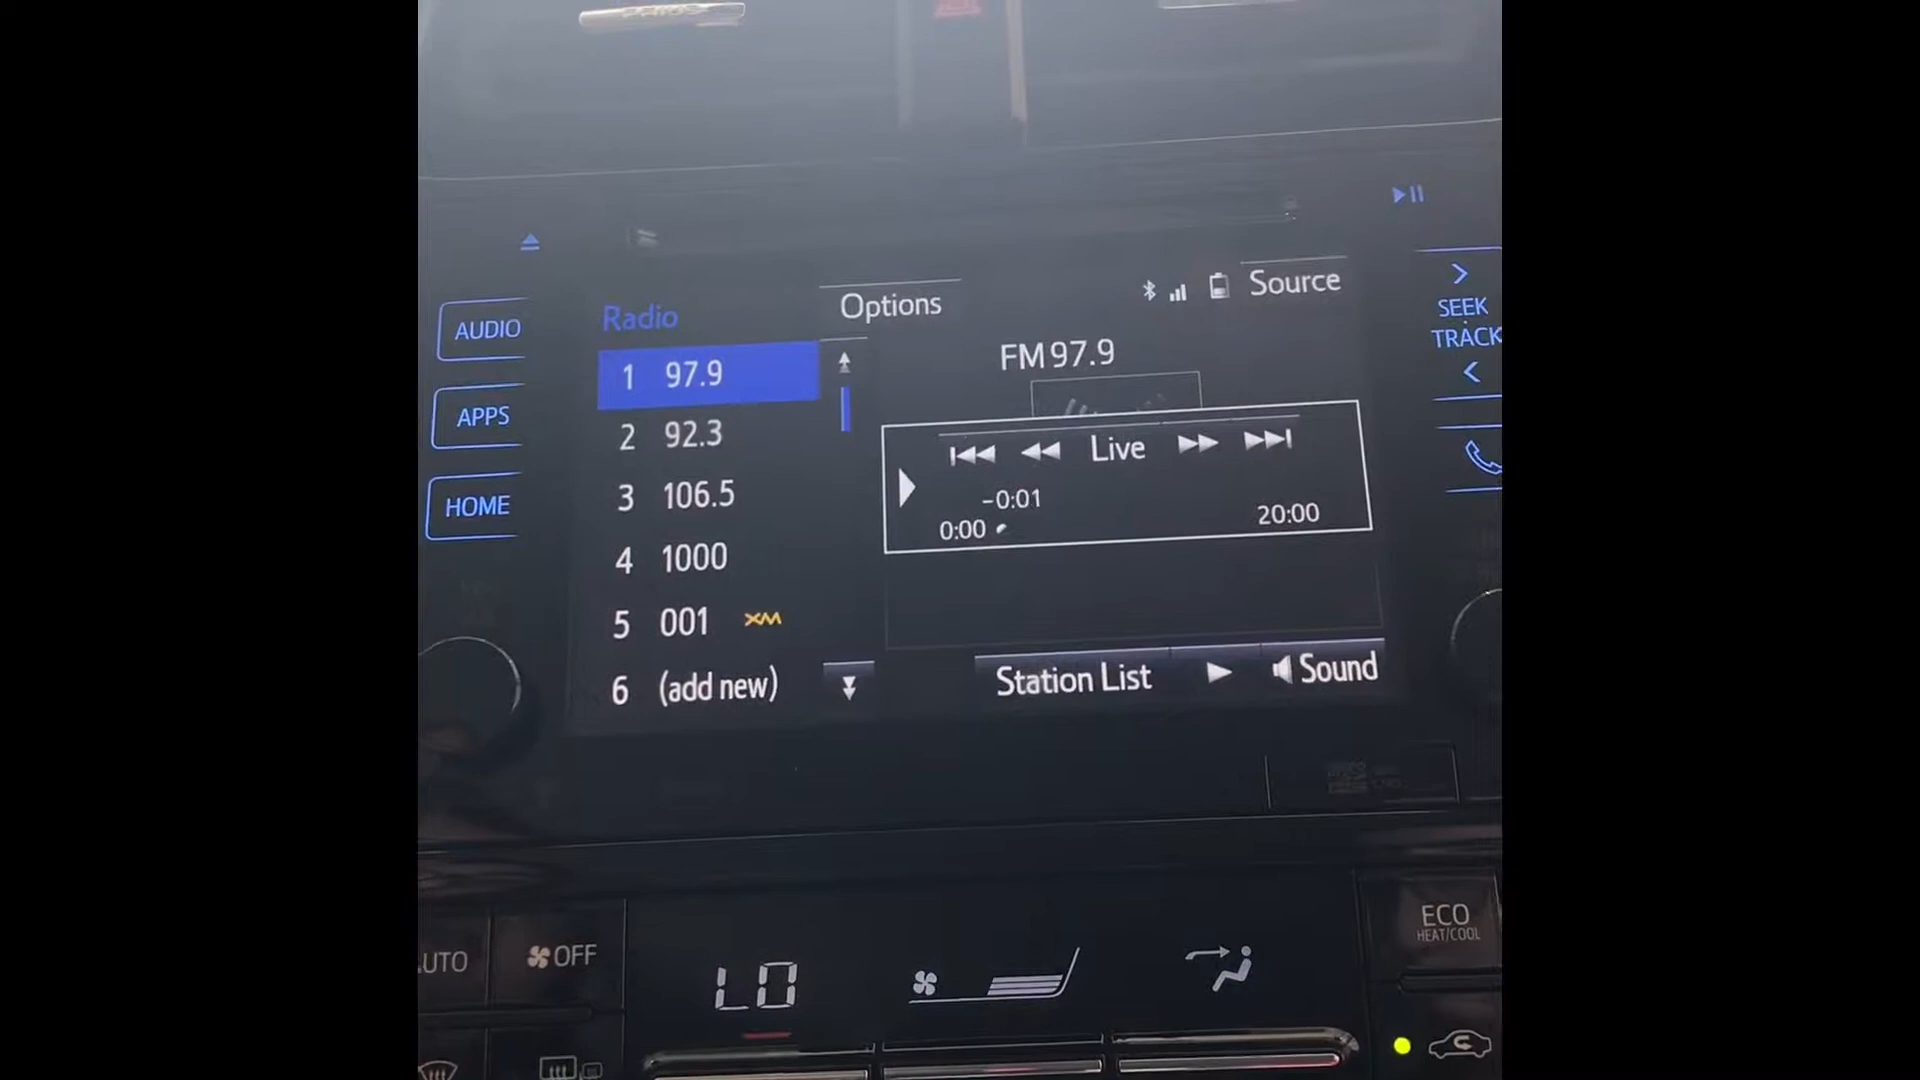 Options
Source
Radio
AUDIO
SEEK
TRACK
FM 97.9
1 97.9
APPS
2 92.3
Live
HOME
3 106.5
-0:01
0:00
20:00
4 1000
5 001 XM
6 (add new)
Station List
Sound
ECO
HEAT/COOL
AUTO
OFF
LO